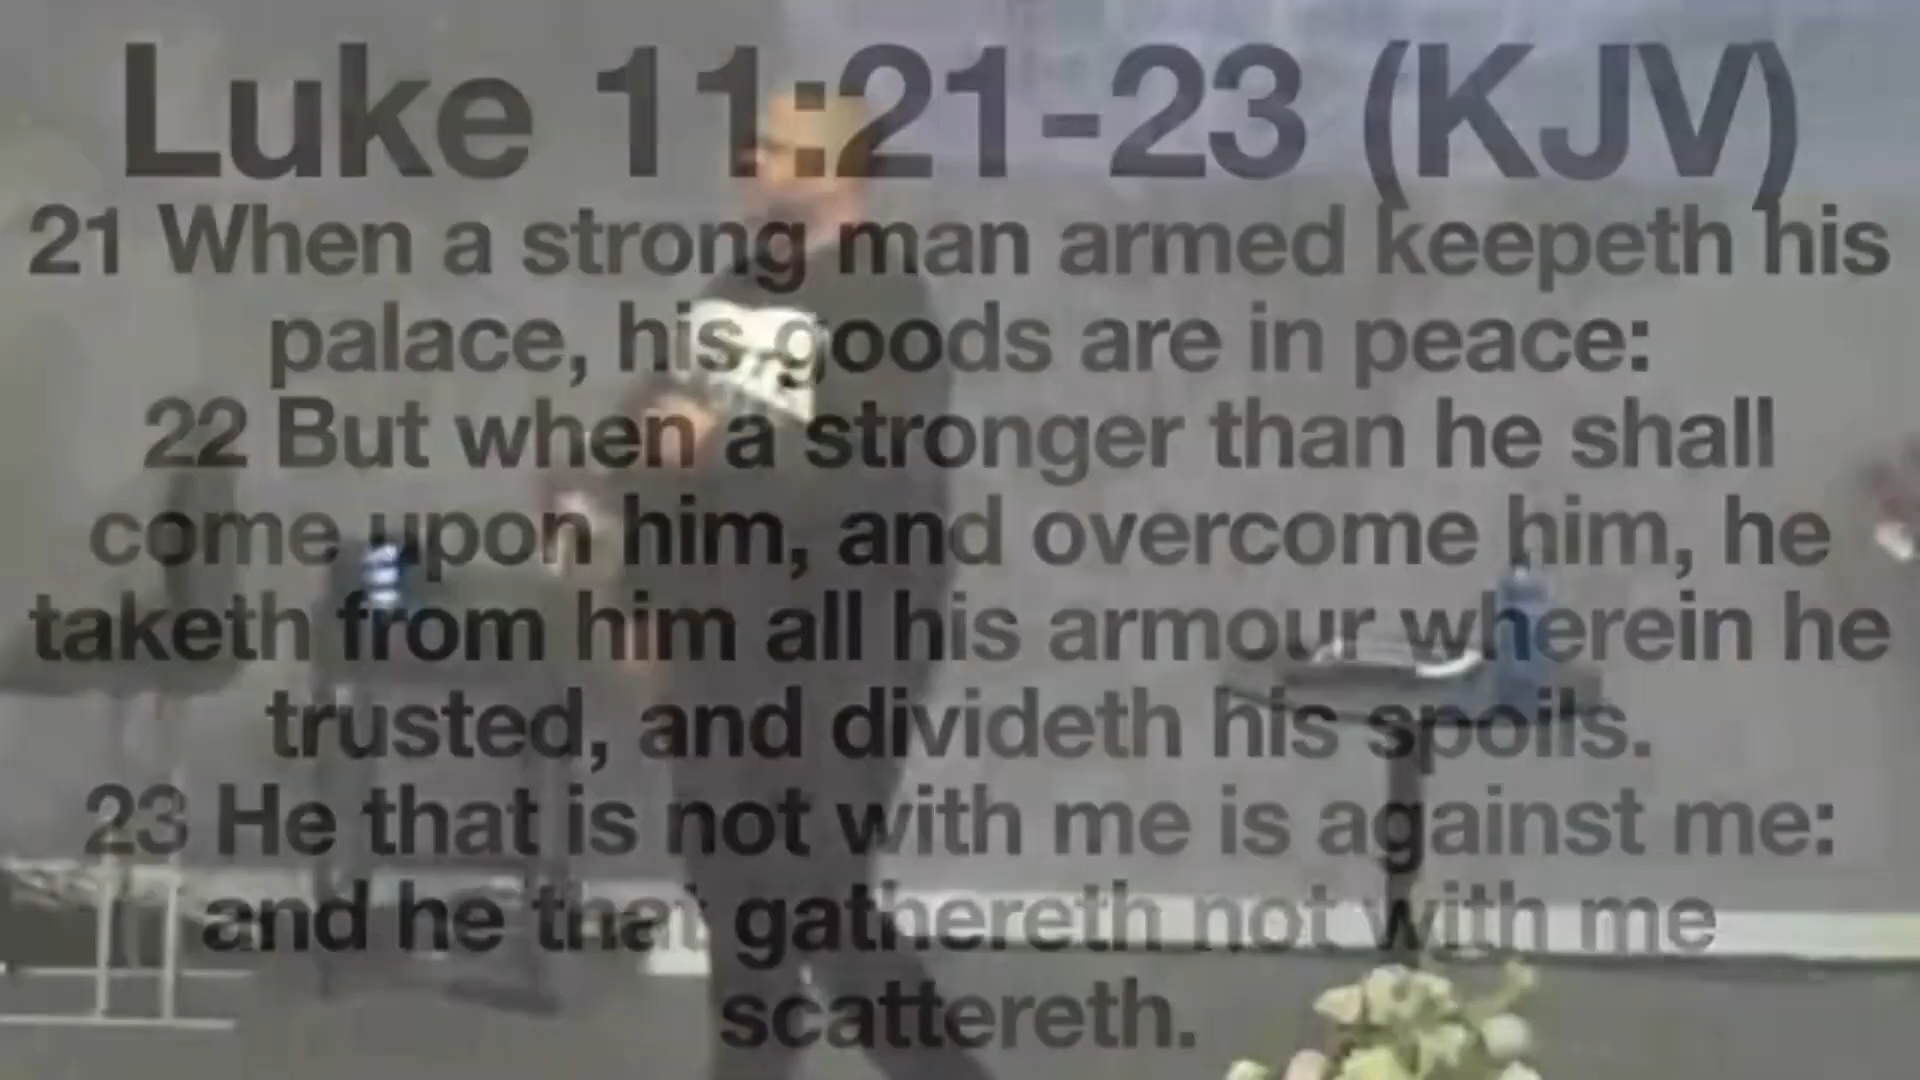 Luke 11:21-23 (KJV)
21 When a strong man armed keepeth his
palace, his goods are in peace:
22 But when a stronger than he shall
come upon him, and overcome him, he
taketh from him all his armour wherein he
trusted, and divideth his spoils.
23 He that is not with me is against me:
and he that gathereth not with me
scattereth.